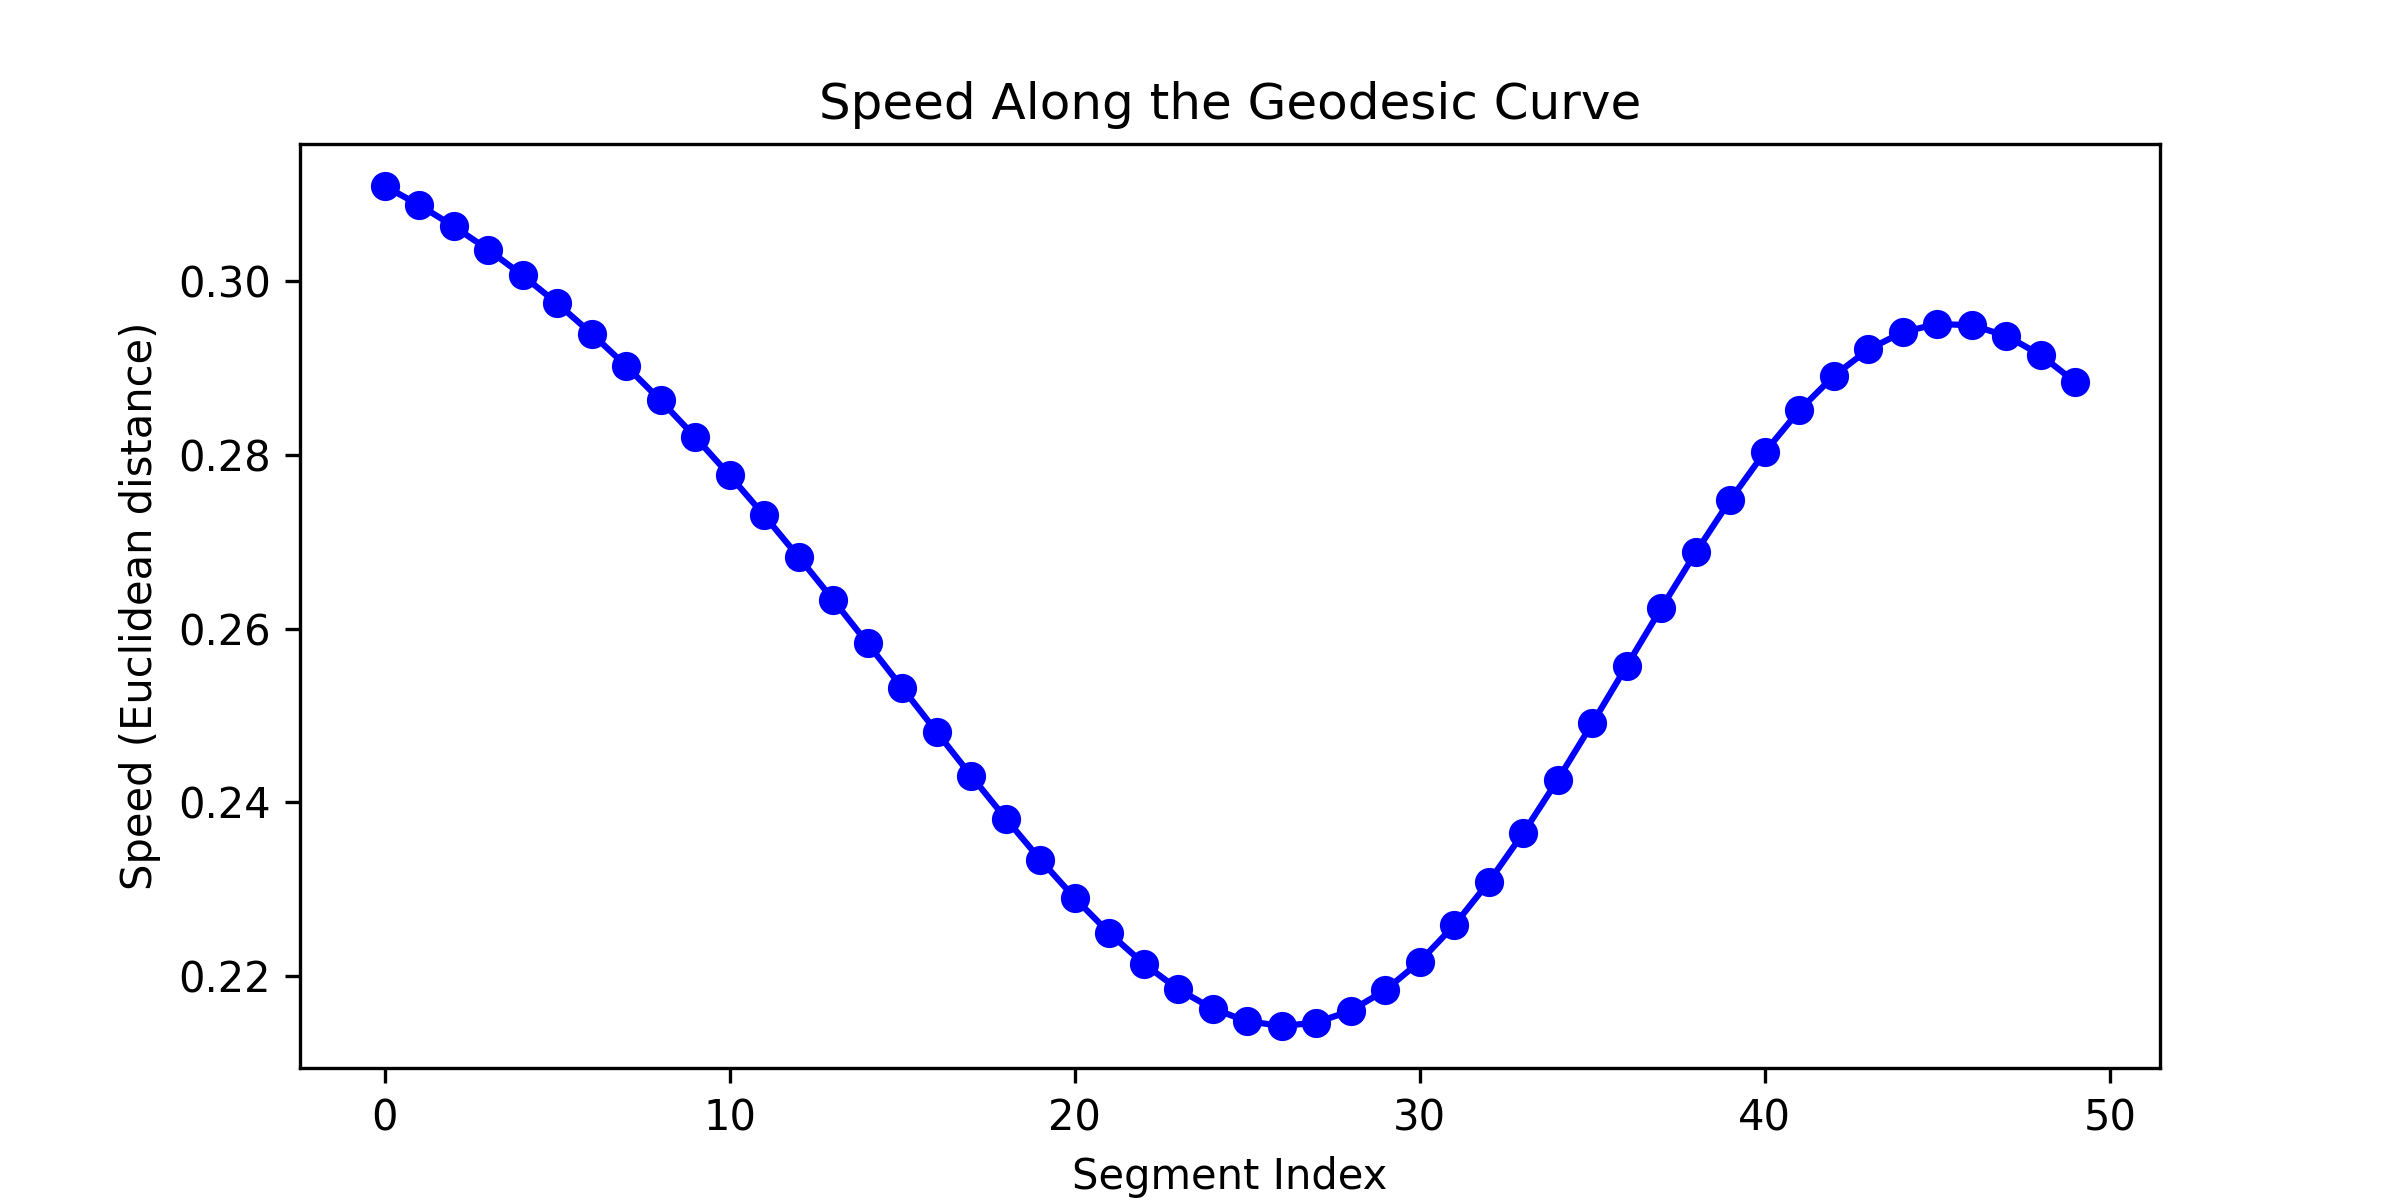 Speed Along the Geodesic Curve
Speed (Euclidean distance)
0.30
0.28
0.26
0.24
0.22
0 10 20 30 40 50
Segment Index